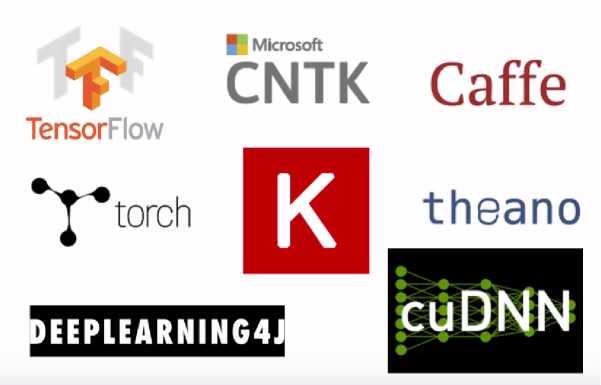 TensorFlow
Microsoft
CNTK
Caffe
torch
K
theano
DEEPLEARNING4J
cuDNN